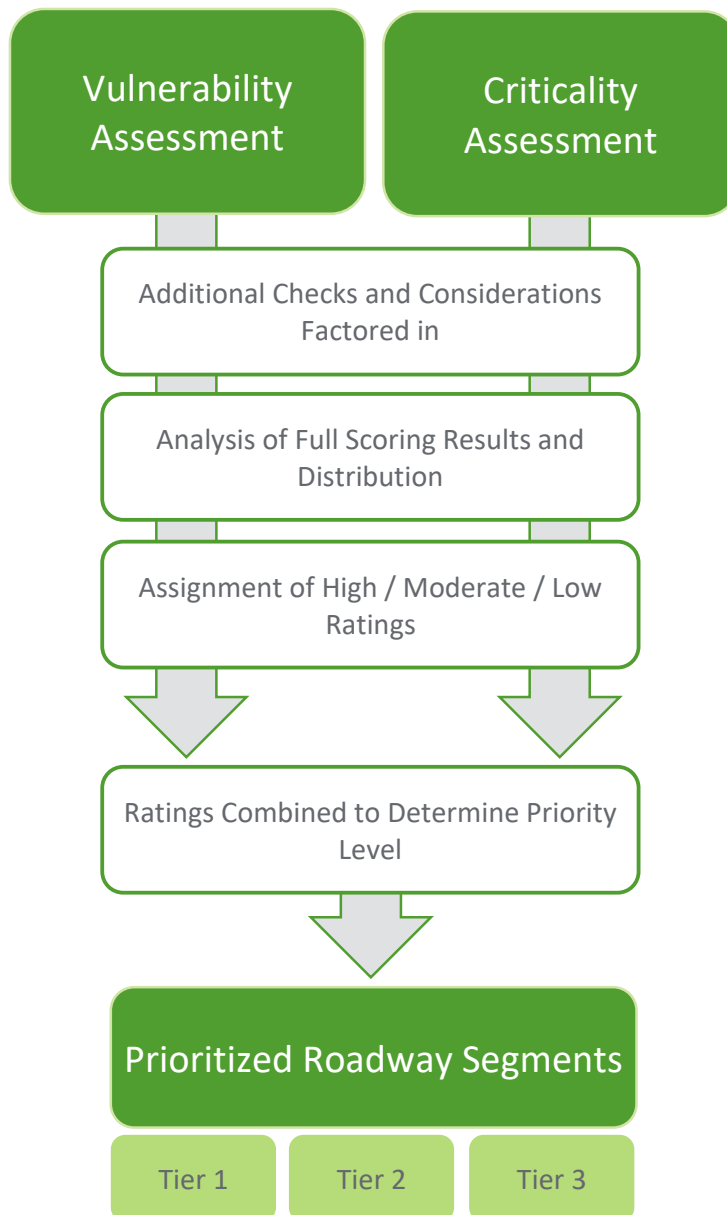 Vulnerability
Assessment
Criticality
Assessment
Additional Checks and Considerations
Factored in
Analysis of Full Scoring Results and
Distribution
Assignment of High / Moderate / Low
Ratings
Ratings Combined to Determine Priority
Level
Prioritized Roadway Segments
Tier 1
Tier 2
Tier 3